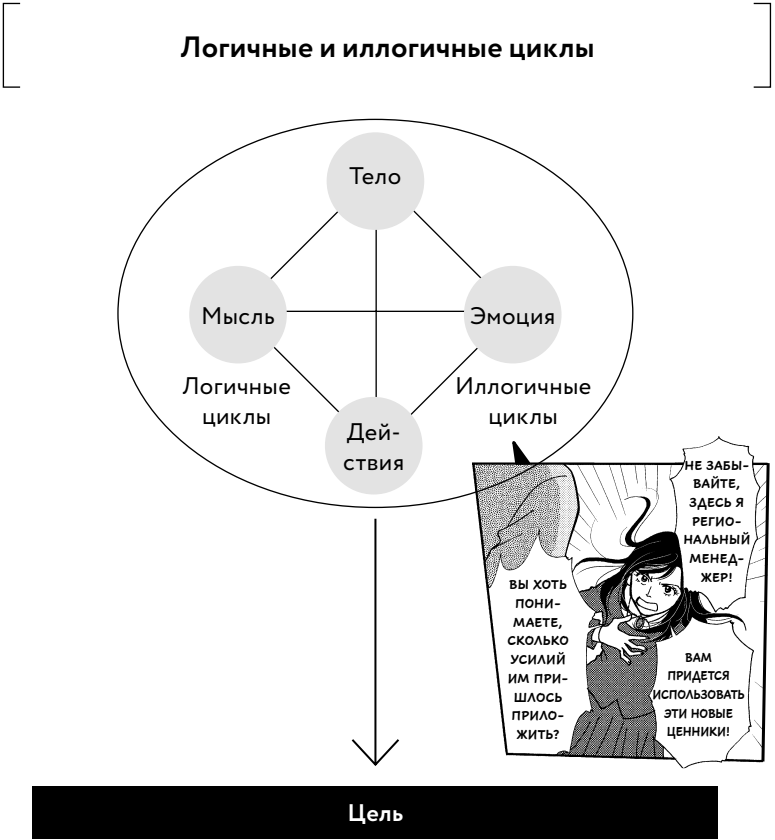 Логичные и иллогичные циклы
Тело
Мысль
Эмоция
Логичные
циклы
Иллогичные
циклы
Дей-
ствия
НЕ ЗАБЫ-
ВАЙТЕ,
ЗДЕСЬ Я
РЕГИО-
НАЛЬНЫЙ
МЕНЕД-
ЖЕР!
ВЫ ХОТЬ
ПОНИ-
МАЕТЕ,
СКОЛЬКО
УСИЛИЙ
ИМ ПРИ-
ШЛОСЬ
ПРИЛО-
ЖИТЬ?
ВАМ
ПРИДЕТСЯ
ИСПОЛЬЗОВАТЬ
ЭТИ НОВЫЕ
ЦЕННИКИ!
Цель